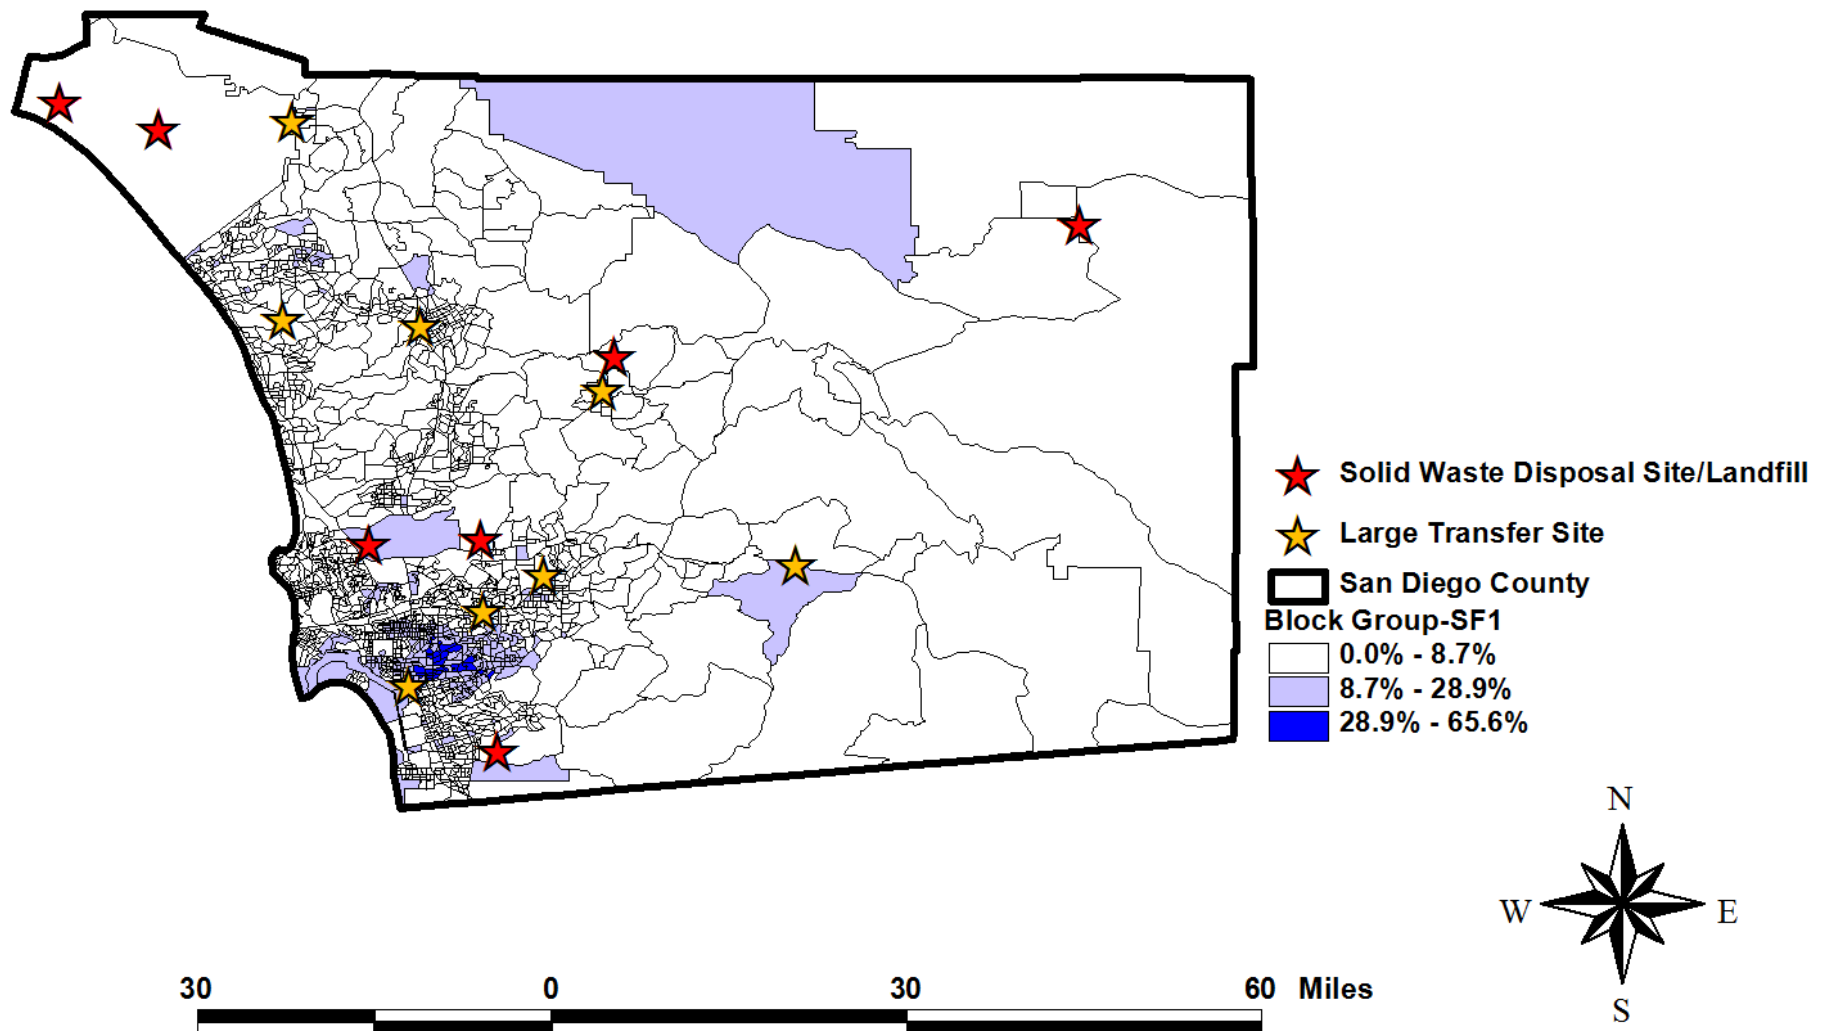 Solid Waste Disposal Site/Landfill
Large Transfer Site
San Diego County
Block Group-SF1
0.0% - 8.7%
8.7% - 28.9%
28.9% - 65.6%
N
W E
S
30 0 30 60 Miles